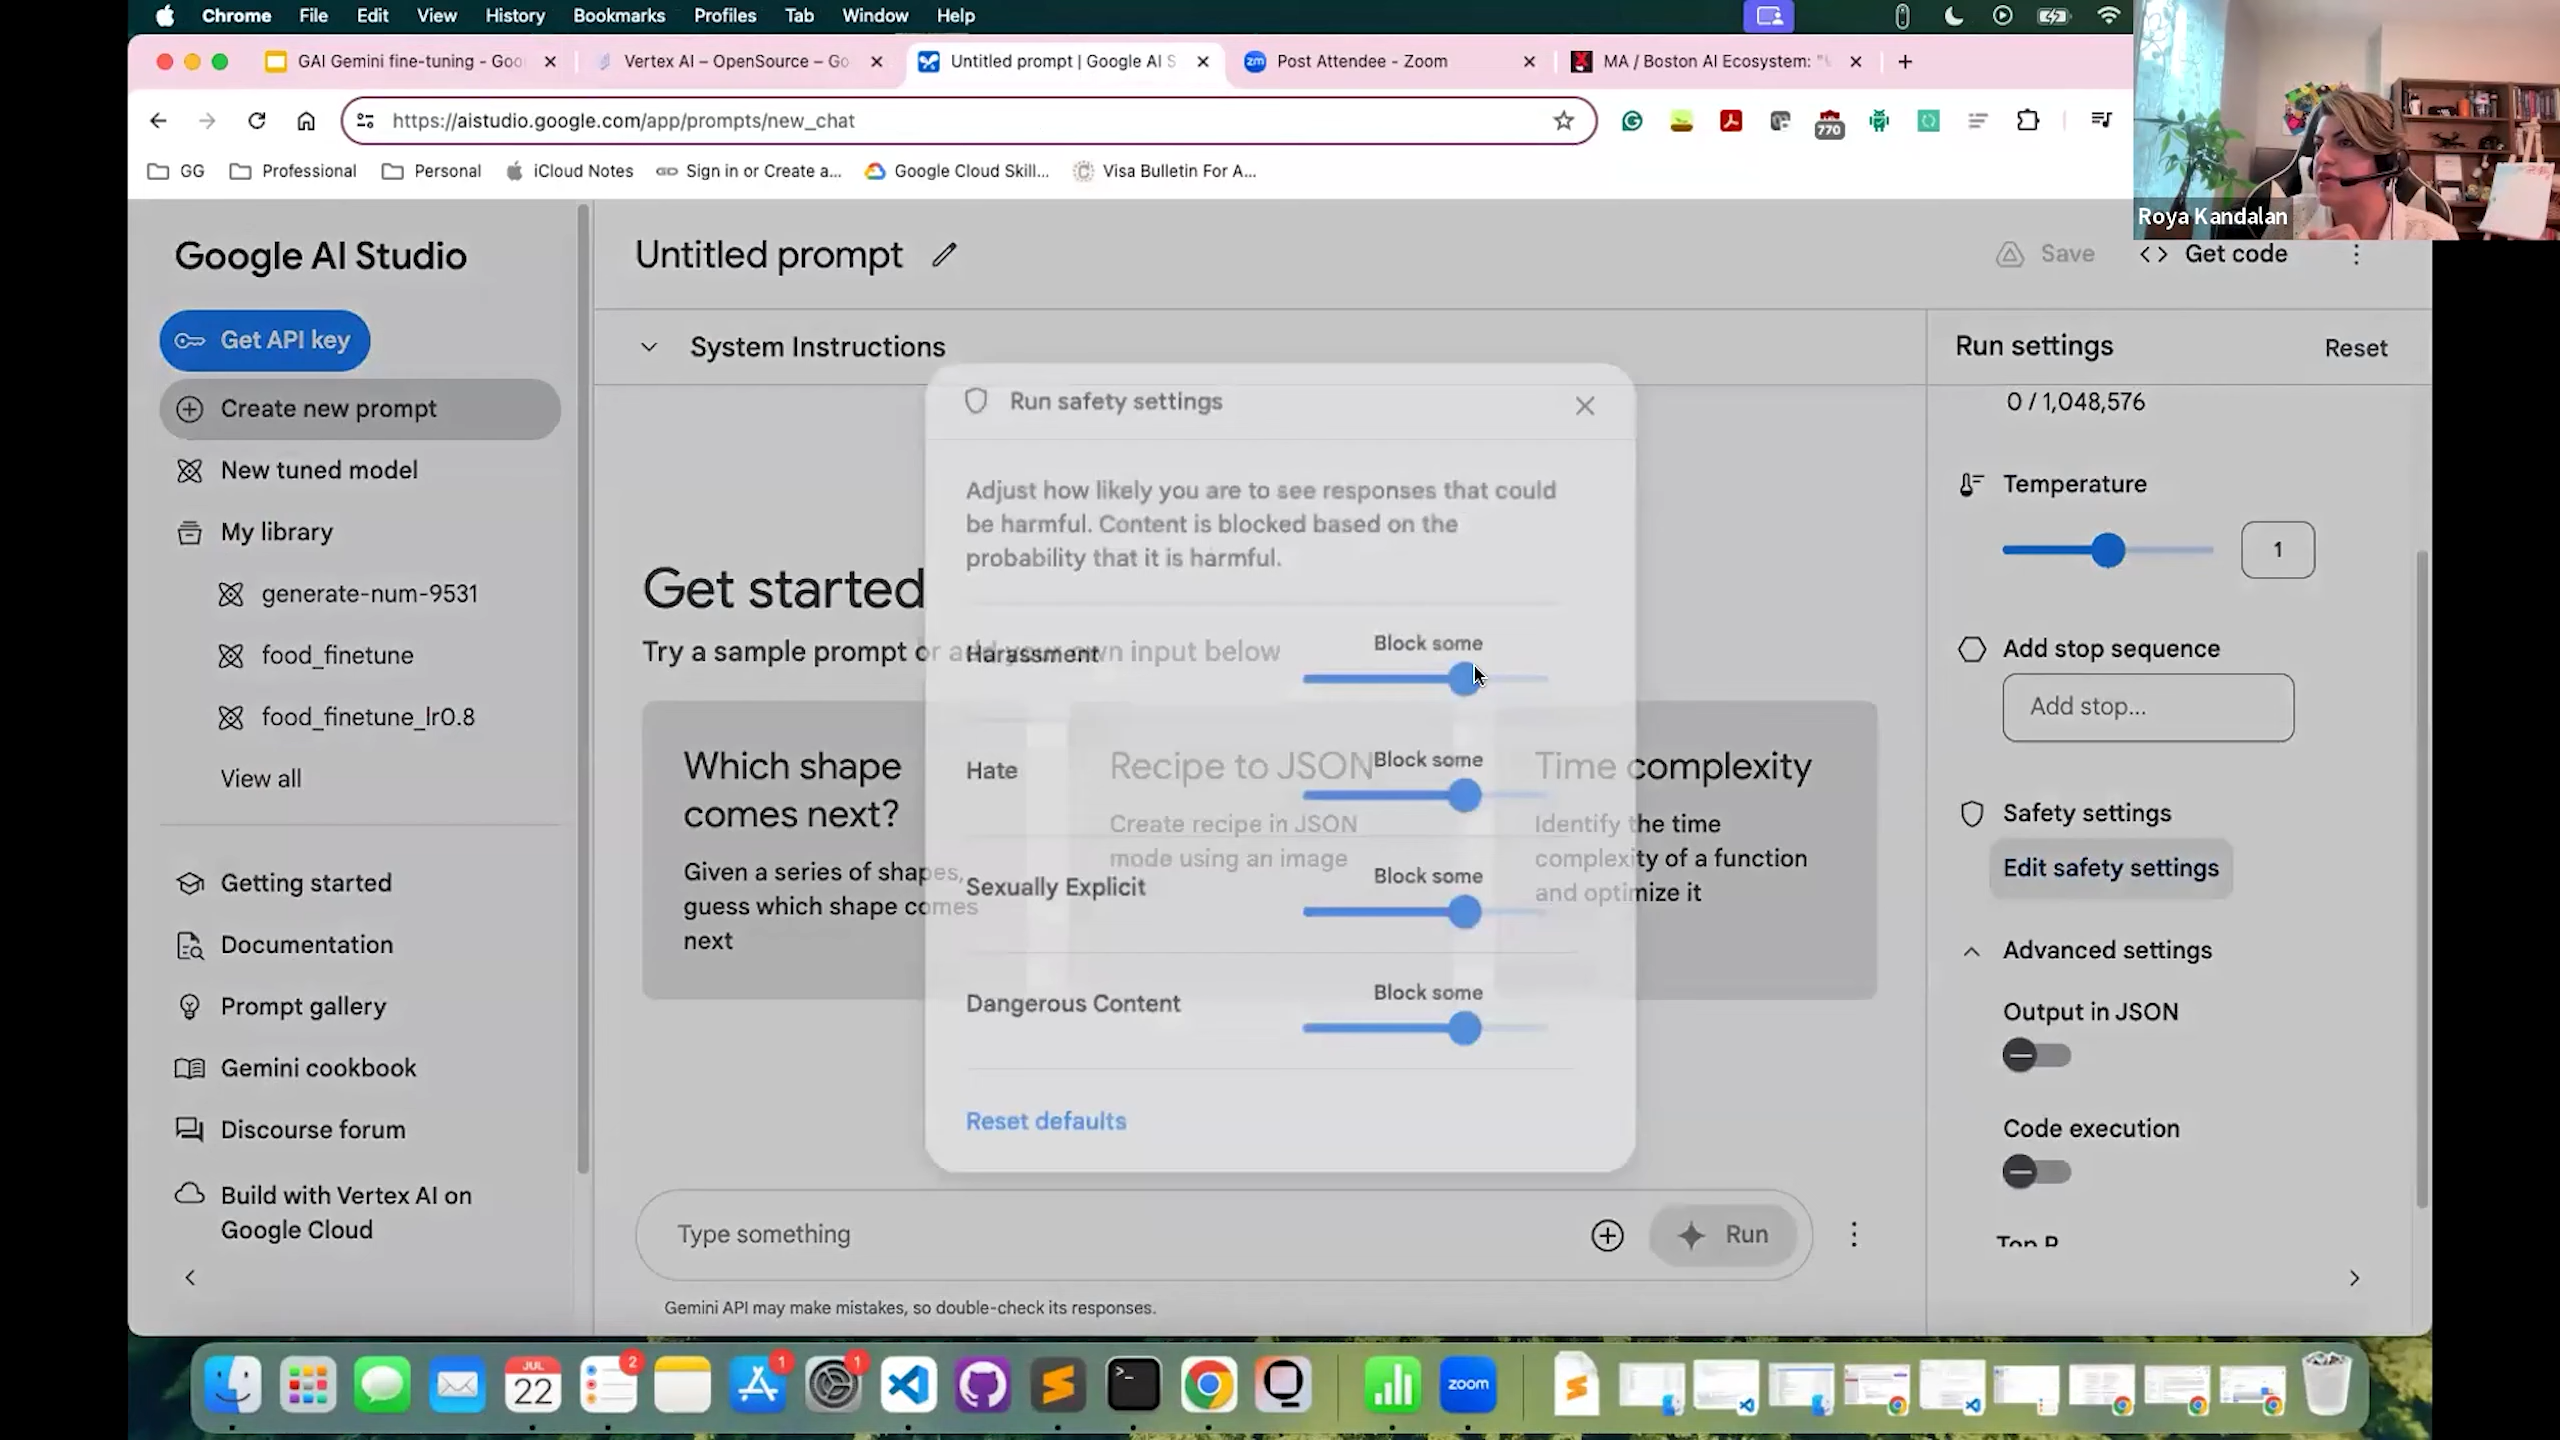 Chrome File Edit View History Bookmarks Profiles Tab Window Help
GAI Gemini fine-tuning - Goo
Vertex AI – OpenSource – Go
Untitled prompt | Google AI S
Post Attendee - Zoom
MA / Boston AI Ecosystem: "
https://aistudio.google.com/app/prompts/new_chat
770
GG
Professional
Personal
iCloud Notes
Sign in or Create a...
Google Cloud Skill...
Visa Bulletin For A...
Roya Kandalan
Google AI Studio
Get API key
Create new prompt
New tuned model
My library
generate-num-9531
food_finetune
food_finetune_lr0.8
View all
Getting started
Documentation
Prompt gallery
Gemini cookbook
Discourse forum
Build with Vertex AI on
Google Cloud
Untitled prompt
Save
Get code
System Instructions
Get started
Try a sample prompt or add your own input below
Which shape
comes next?
Given a series of shapes,
guess which shape comes
next
Recipe to JSON
Create recipe in JSON
mode using an image
Time complexity
Identify the time
complexity of a function
and optimize it
Run safety settings
Adjust how likely you are to see responses that could
be harmful. Content is blocked based on the
probability that it is harmful.
Harassment
Block some
Hate
Block some
Sexually Explicit
Block some
Dangerous Content
Block some
Reset defaults
Type something
Run
Gemini API may make mistakes, so double-check its responses.
Run settings
Reset
0 / 1,048,576
Temperature
1
Add stop sequence
Add stop...
Safety settings
Edit safety settings
Advanced settings
Output in JSON
Code execution
Top P
JUL
22
2
1
1
zoom